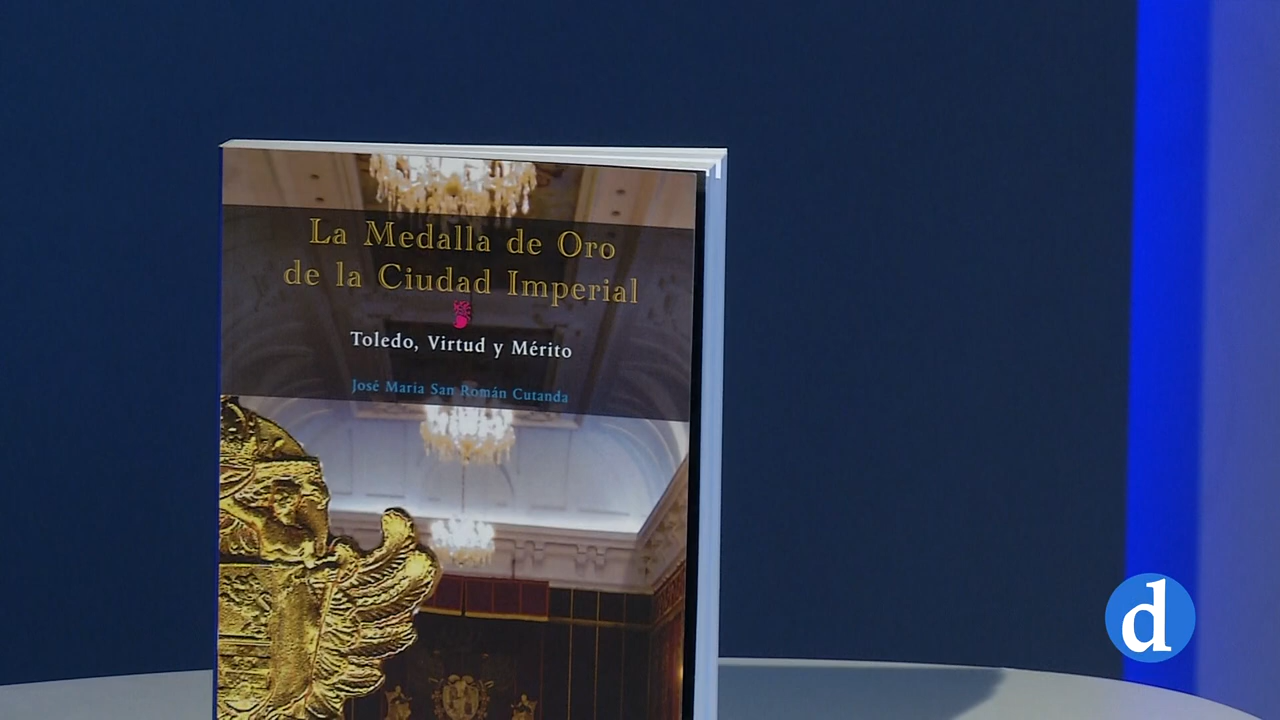 La Medalla de Oro
de la Ciudad Imperial
Toledo, Virtud y Mérito
José María San Román Cutanda
d